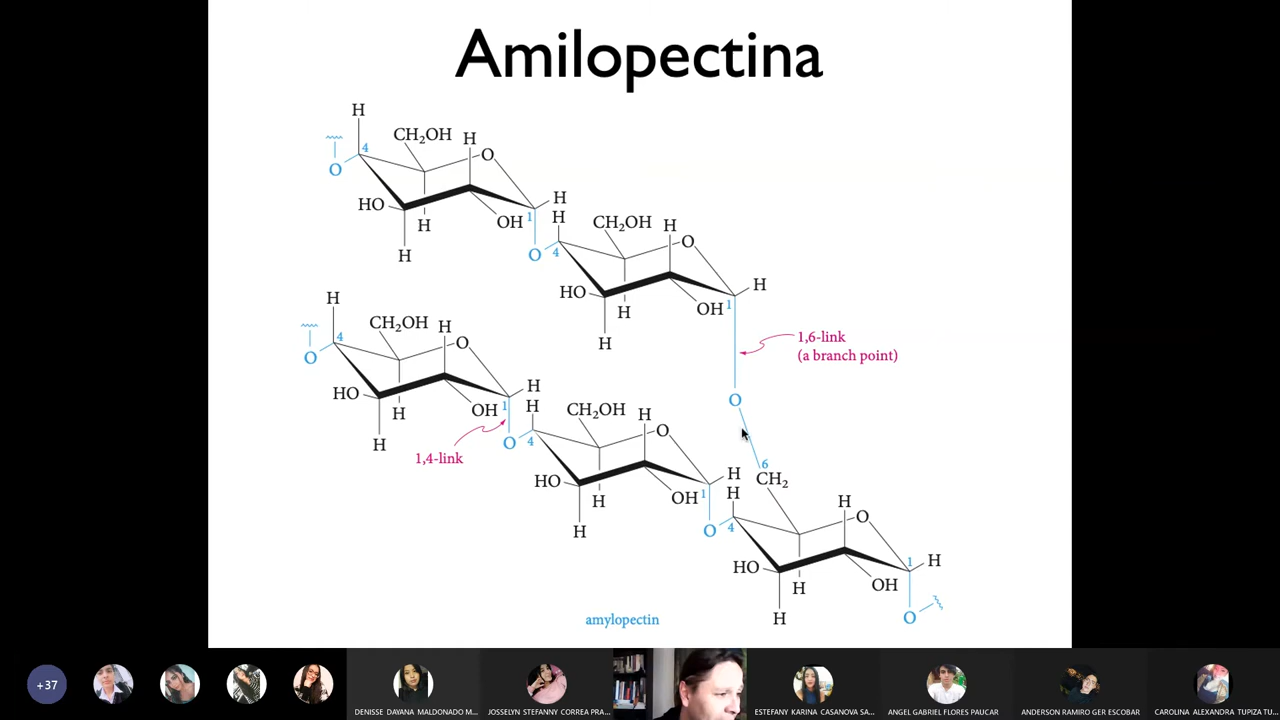 Amilopectina
H
CH₂OH H
4 O
O
HO H
OH 1 H
H O 4 CH₂OH H
O
HO H
OH 1
H
H
H
1,6-link
(a branch point)
O
6
CH₂
H
CH₂OH H
4 O
O
HO H
OH 1 H
H O 4 CH₂OH H
1,4-link
O
HO H
OH 1 H
H O 4 H
O
HO H
OH 1
H
H
O
amylopectin
+37
DENISSE DAYANA MALDONADO M...
JOSSELYN STEFANNY CORREA PRA...
ESTEFANY KARINA CASANOVA SA...
ANGEL GABRIEL FLORES PAUCAR
ANDERSON RAMIRO GER ESCOBAR
CAROLINA ALEXANDRA TUPIZA TU...